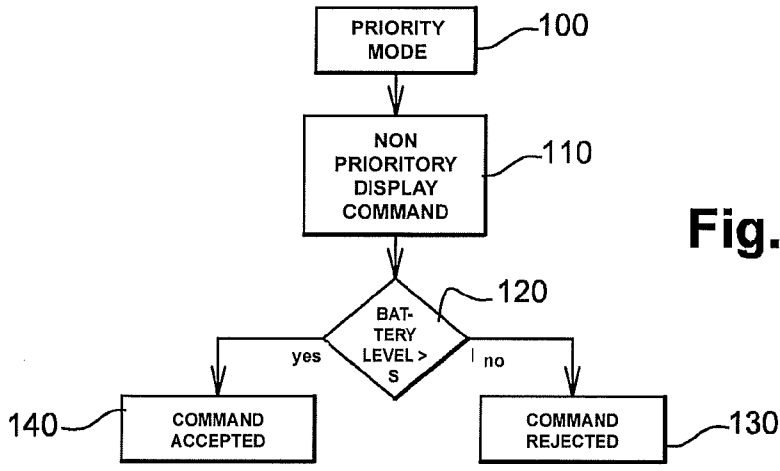 PRIORITY
MODE
100
NON
PRIORITORY
DISPLAY
COMMAND
110
Fig.
BAT-
TERY
LEVEL >
S
120
yes
no
COMMAND
ACCEPTED
140
COMMAND
REJECTED
130